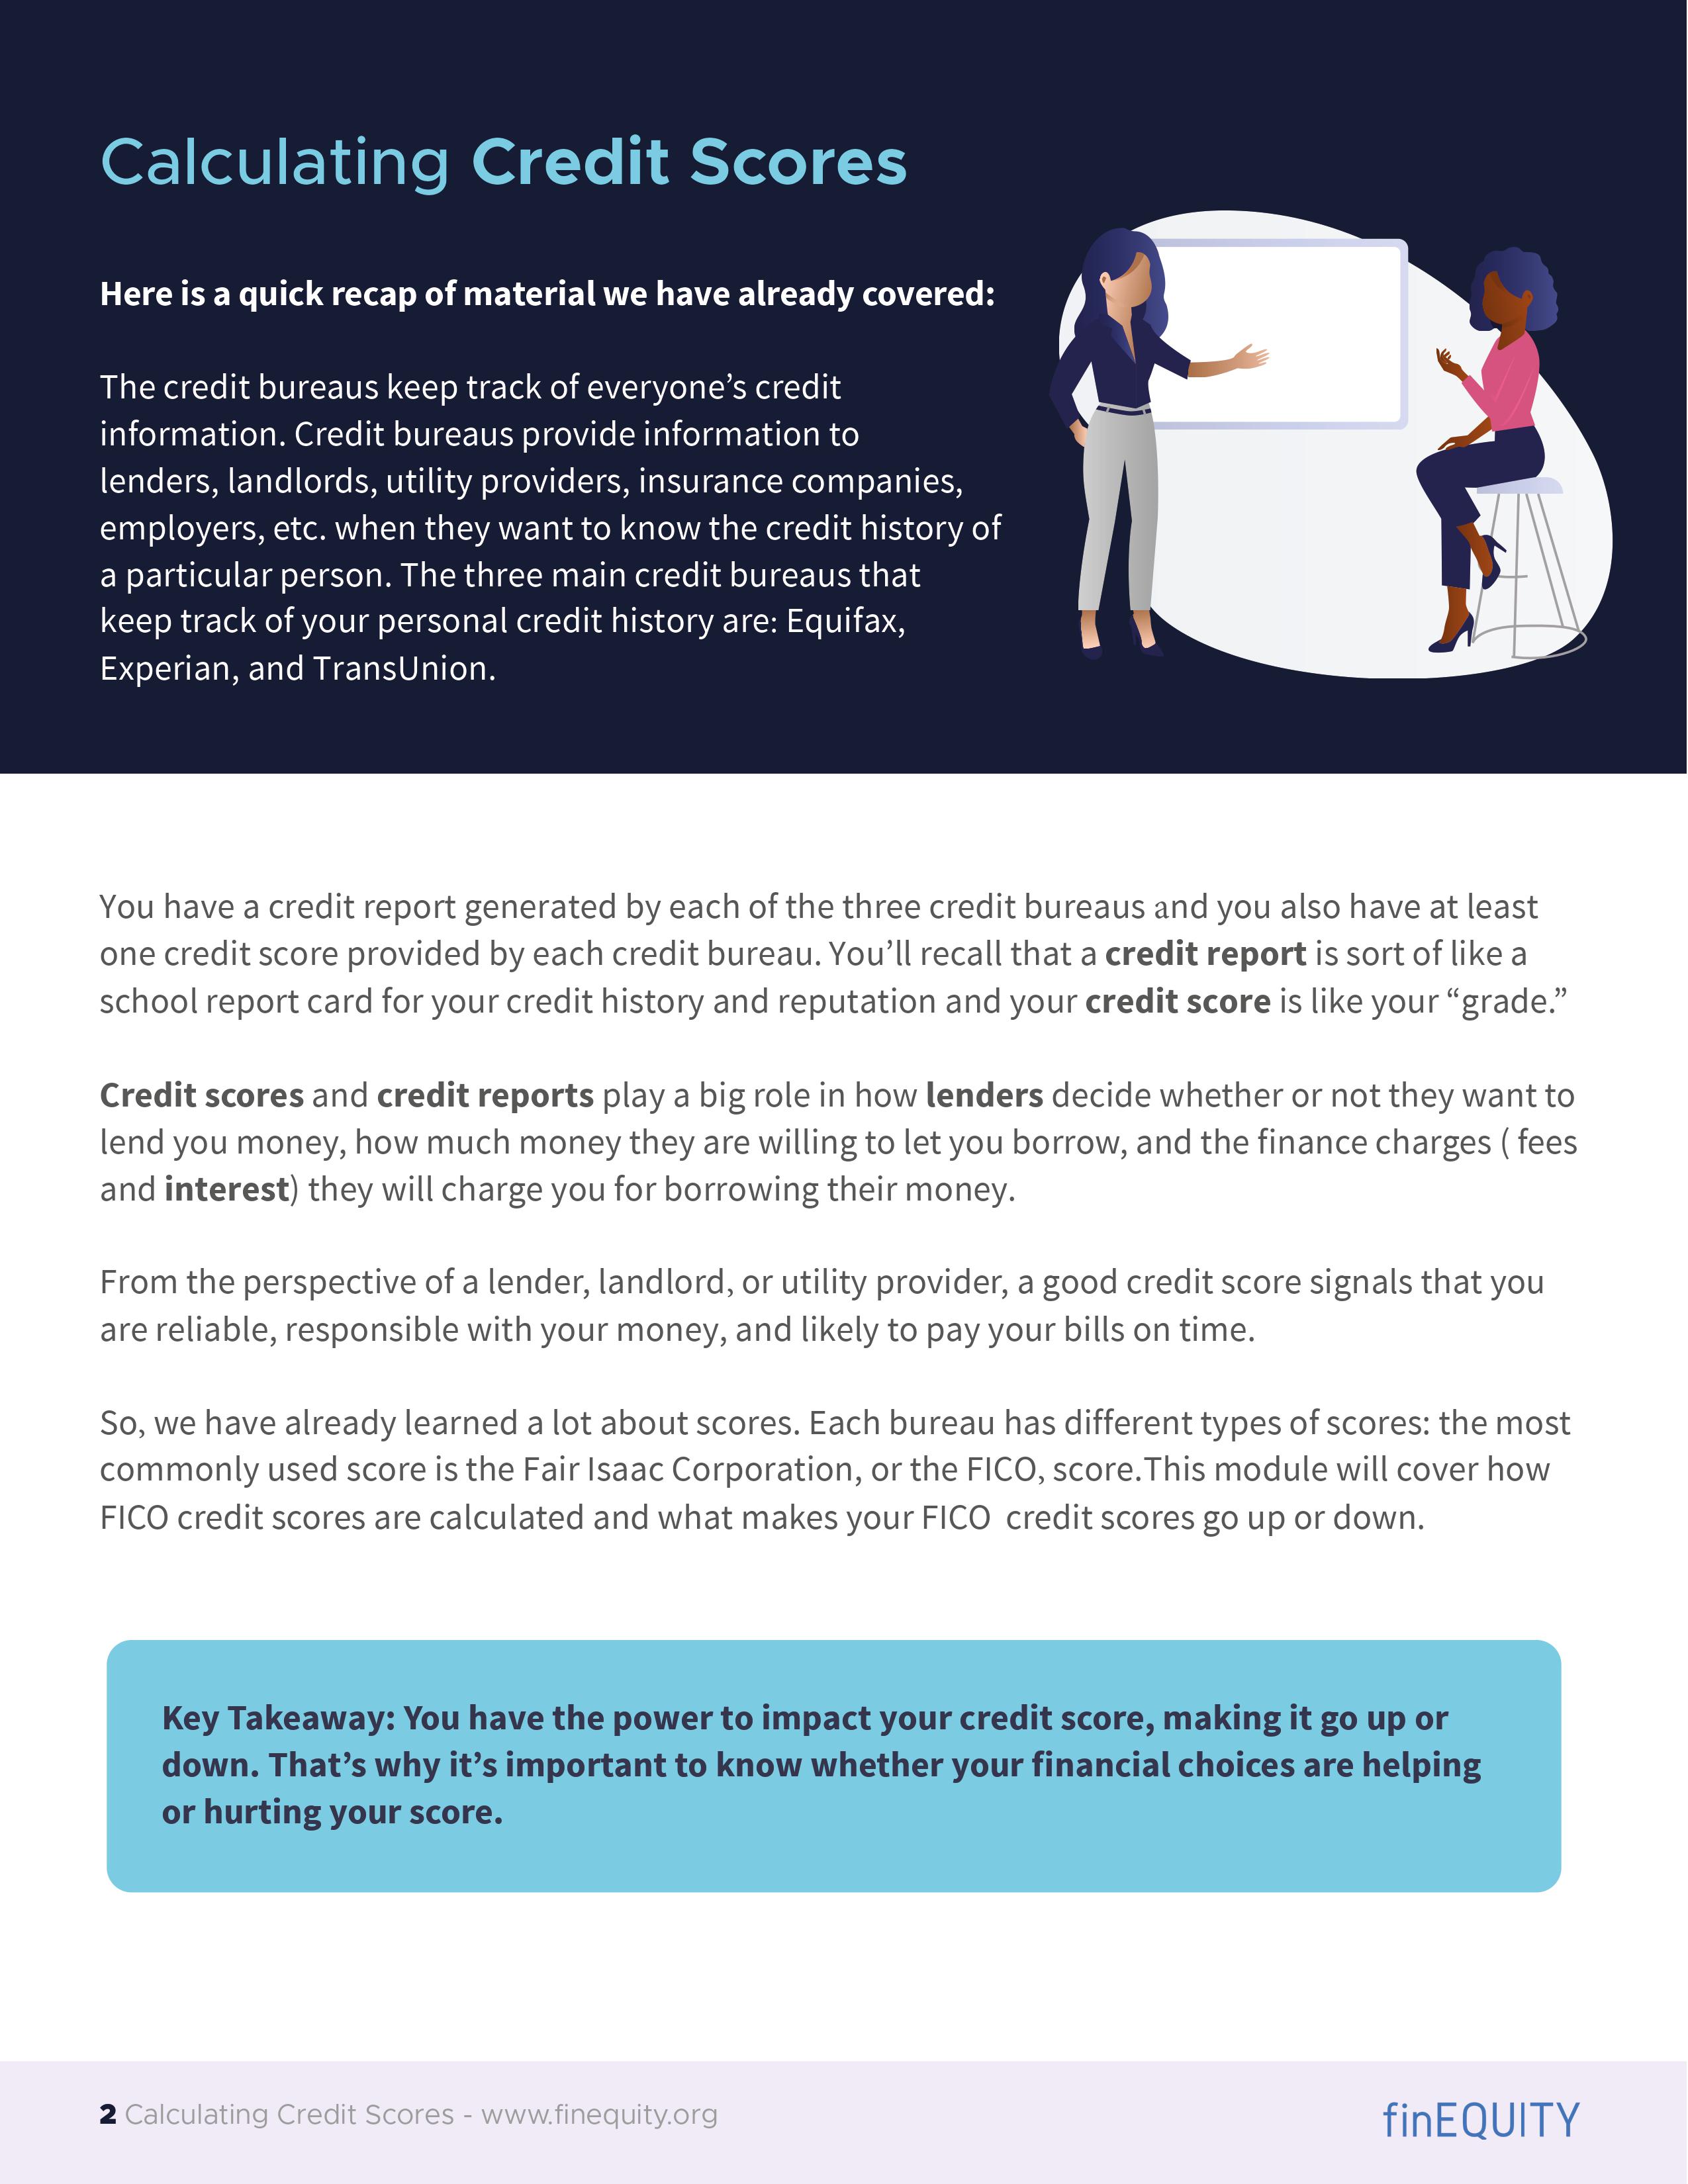 Calculating Credit Scores
Here is a quick recap of material we have already covered:
The credit bureaus keep track of everyone’s credit
information. Credit bureaus provide information to
lenders, landlords, utility providers, insurance companies,
employers, etc. when they want to know the credit history of
a particular person. The three main credit bureaus that
keep track of your personal credit history are: Equifax,
Experian, and TransUnion.
You have a credit report generated by each of the three credit bureaus and you also have at least
one credit score provided by each credit bureau. You’ll recall that a credit report is sort of like a
school report card for your credit history and reputation and your credit score is like your “grade.”
Credit scores and credit reports play a big role in how lenders decide whether or not they want to
lend you money, how much money they are willing to let you borrow, and the finance charges ( fees
and interest) they will charge you for borrowing their money.
From the perspective of a lender, landlord, or utility provider, a good credit score signals that you
are reliable, responsible with your money, and likely to pay your bills on time.
So, we have already learned a lot about scores. Each bureau has different types of scores: the most
commonly used score is the Fair Isaac Corporation, or the FICO, score.This module will cover how
FICO credit scores are calculated and what makes your FICO  credit scores go up or down.
Key Takeaway: You have the power to impact your credit score, making it go up or
down. That’s why it’s important to know whether your financial choices are helping
or hurting your score.
2 Calculating Credit Scores - www.finequity.org
finEQUITY